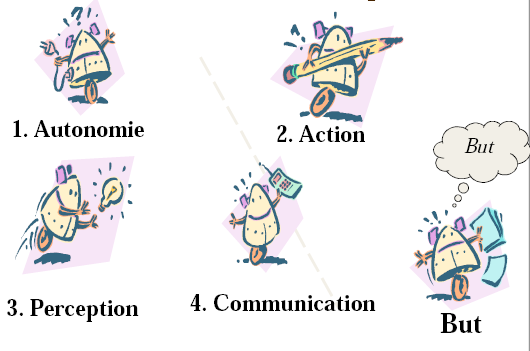 1. Autonomie
2. Action
But
3. Perception
4. Communication
But